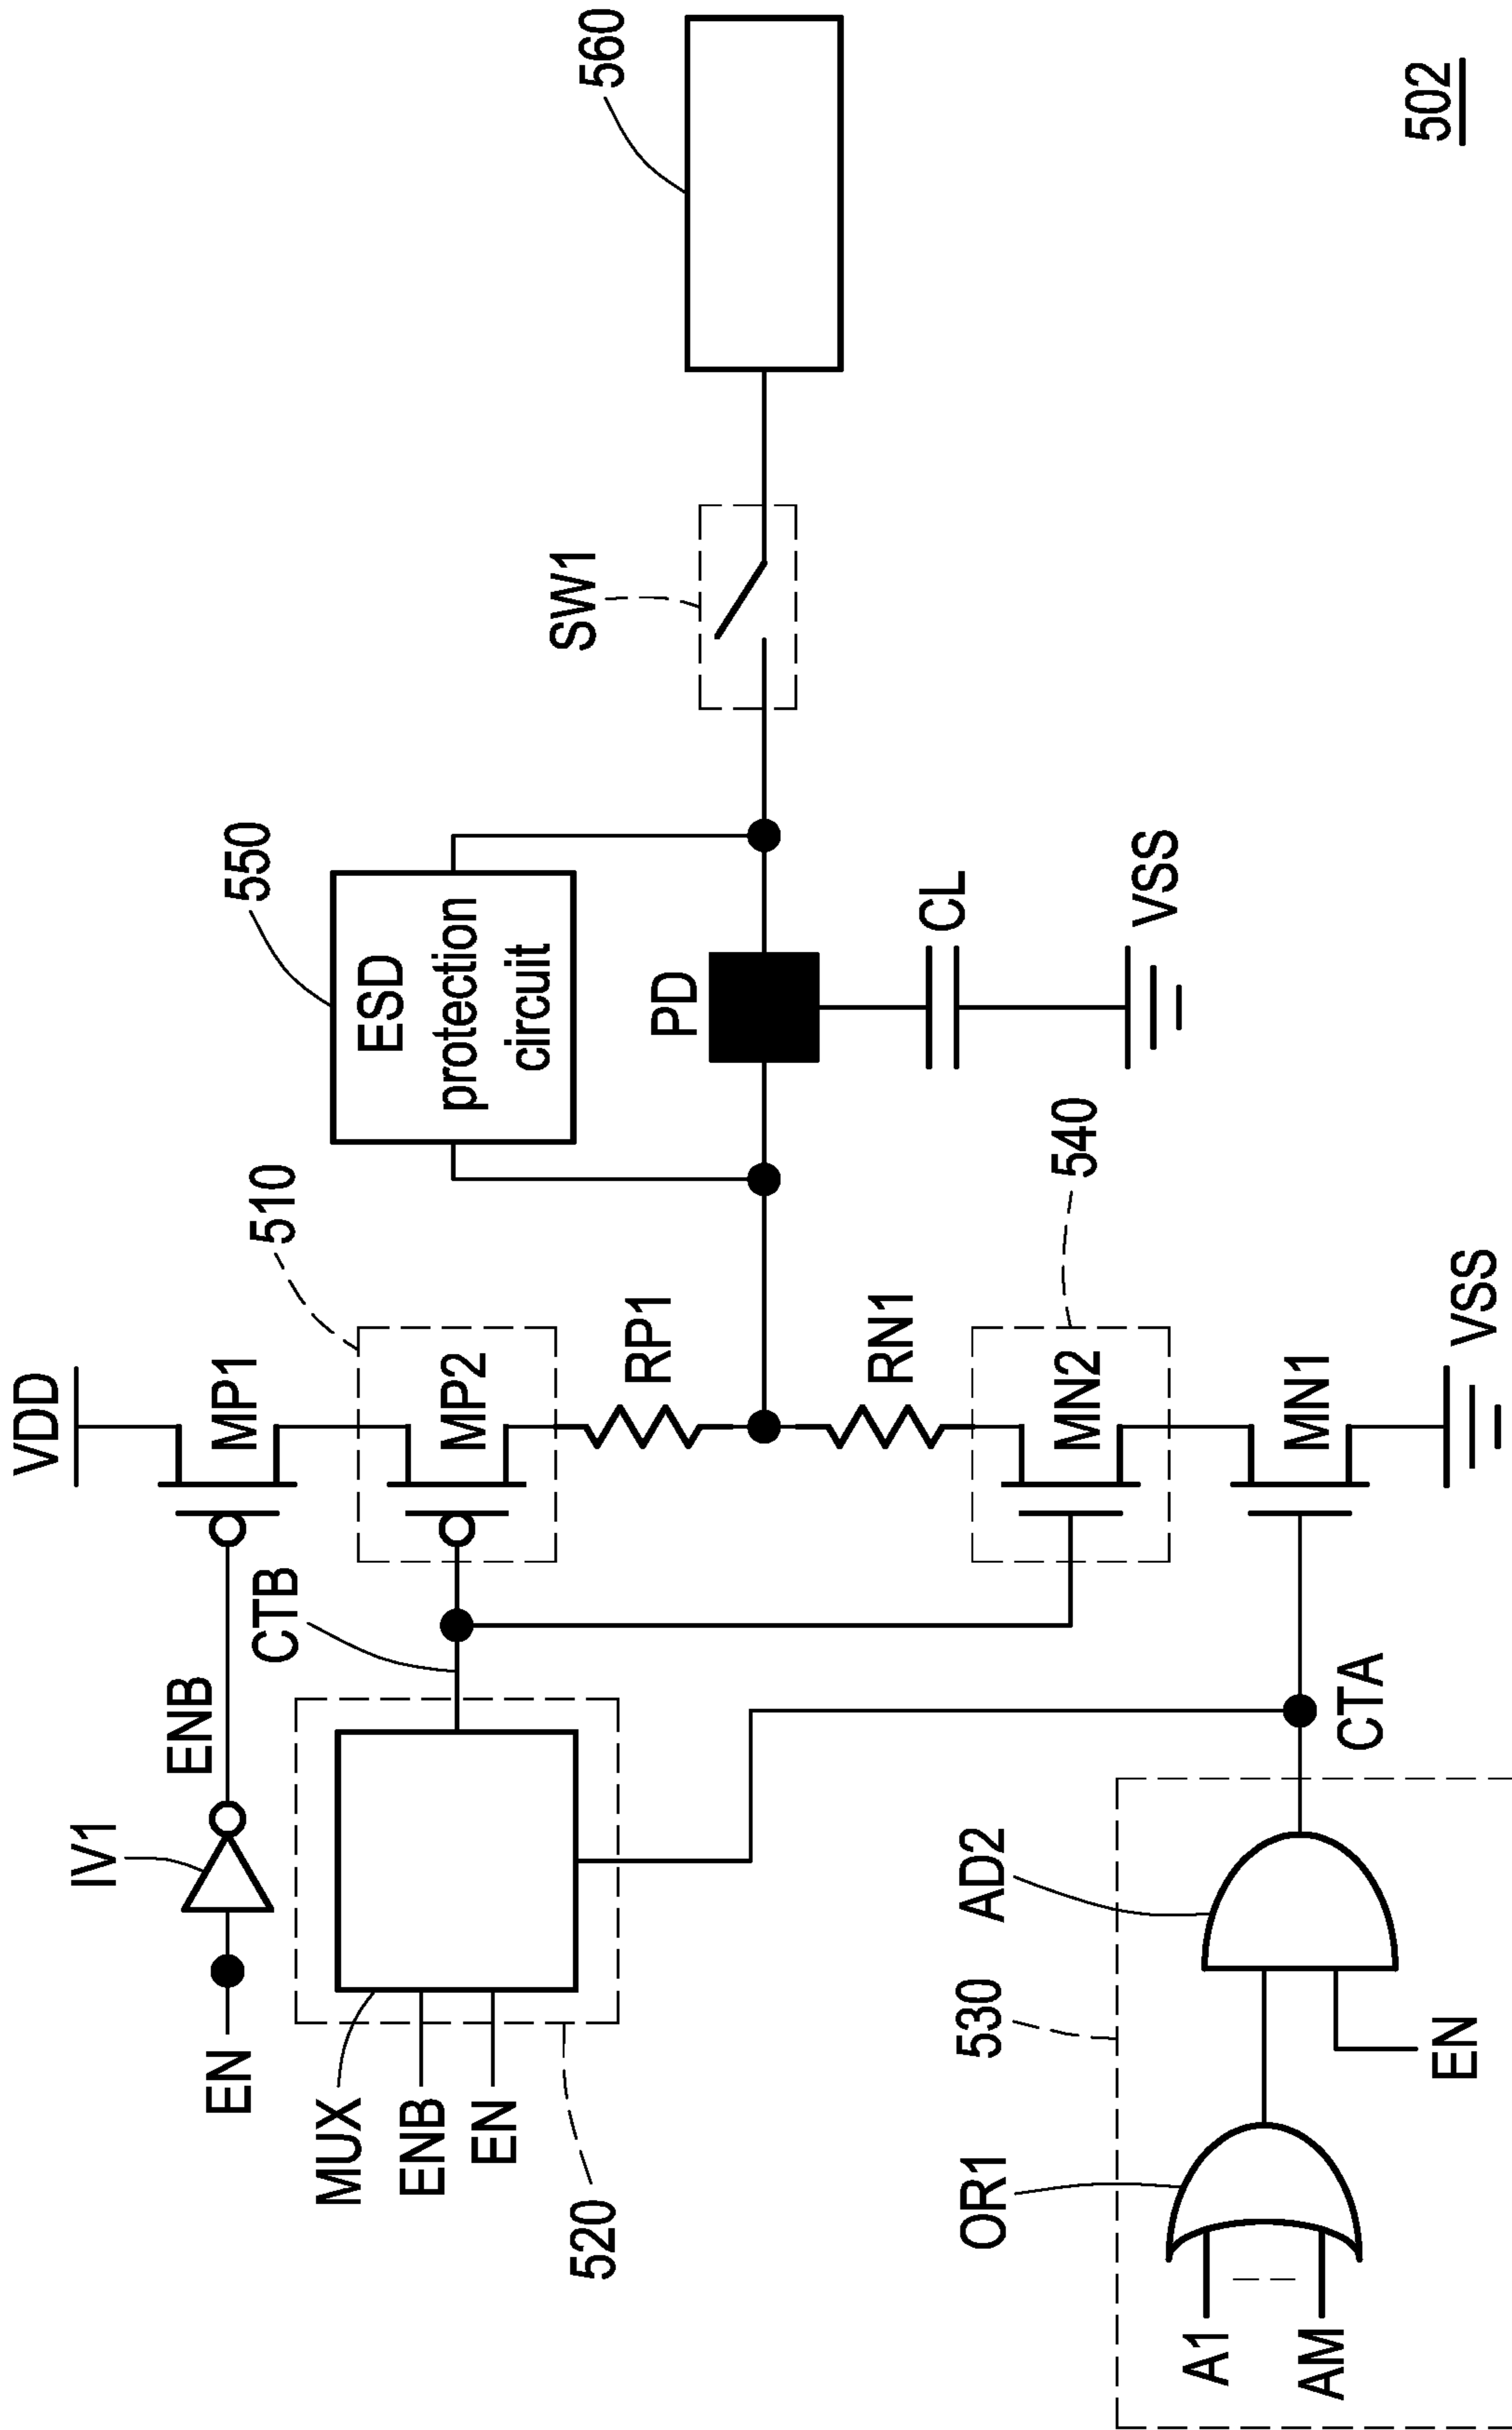 502
VDD
EN
IV1
ENB
MP1
510
550
ESD
protection
circuit
MUX
ENB
EN
520
CTB
MP2
RP1
PD
SW1
560
RN1
CL
VSS
540
MN2
530
OR1
AD2
A1
AM
EN
CTA
MN1
VSS